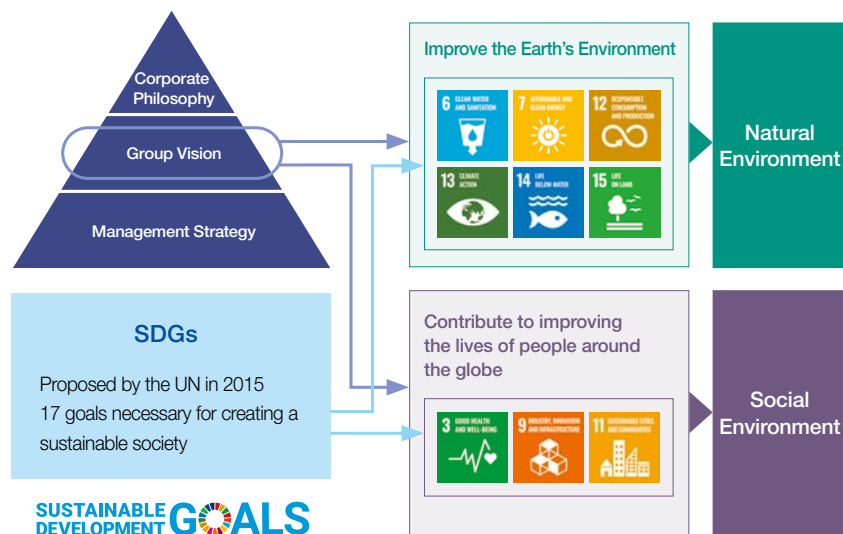 Corporate
Philosophy
Group Vision
Management Strategy
SDGs
Proposed by the UN in 2015
17 goals necessary for creating a
sustainable society
SUSTAINABLE
DEVELOPMENT
GOALS
Improve the Earth's Environment
6 CLEAN WATER
AND SANITATION
7 AFFORDABLE AND
CLEAN ENERGY
12 RESPONSIBLE
CONSUMPTION
AND PRODUCTION
13 CLIMATE
ACTION
14 LIFE
BELOW WATER
15 LIFE
ON LAND
Natural
Environment
Contribute to improving
the lives of people around
the globe
3 GOOD HEALTH
AND WELL-BEING
9 INDUSTRY, INNOVATION
AND INFRASTRUCTURE
11 SUSTAINABLE CITIES
AND COMMUNITIES
Social
Environment